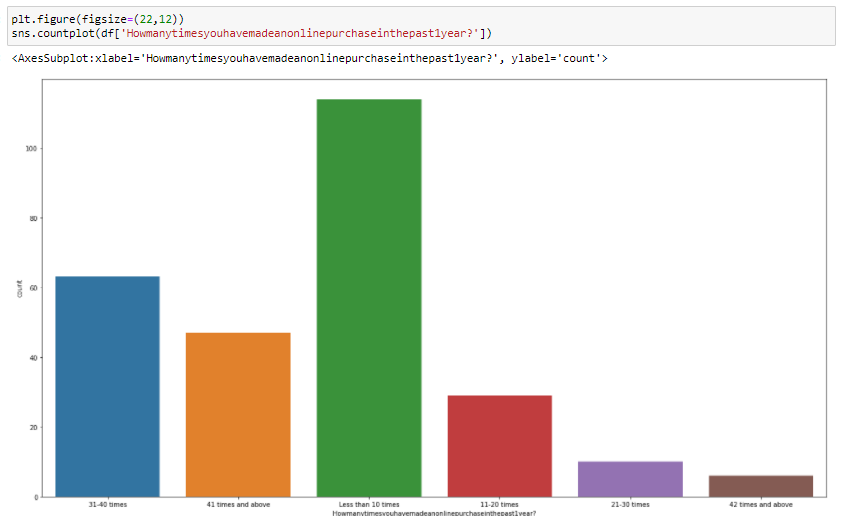 plt.figure(figsize=(22,12))
sns.countplot(df['Howmanytimesyouhavemadeanonlinepurchaseinthepast1year?'])
<AxesSubplot:xlabel='Howmanytimesyouhavemadeanonlinepurchaseinthepast1year?', ylabel='count'>
100
80
60
40
20
0
count
31-40 times 41 times and above Less than 10 times 11-20 times 21-30 times 42 times and above
Howmanytimesyouhavemadeanonlinepurchaseinthepast1year?